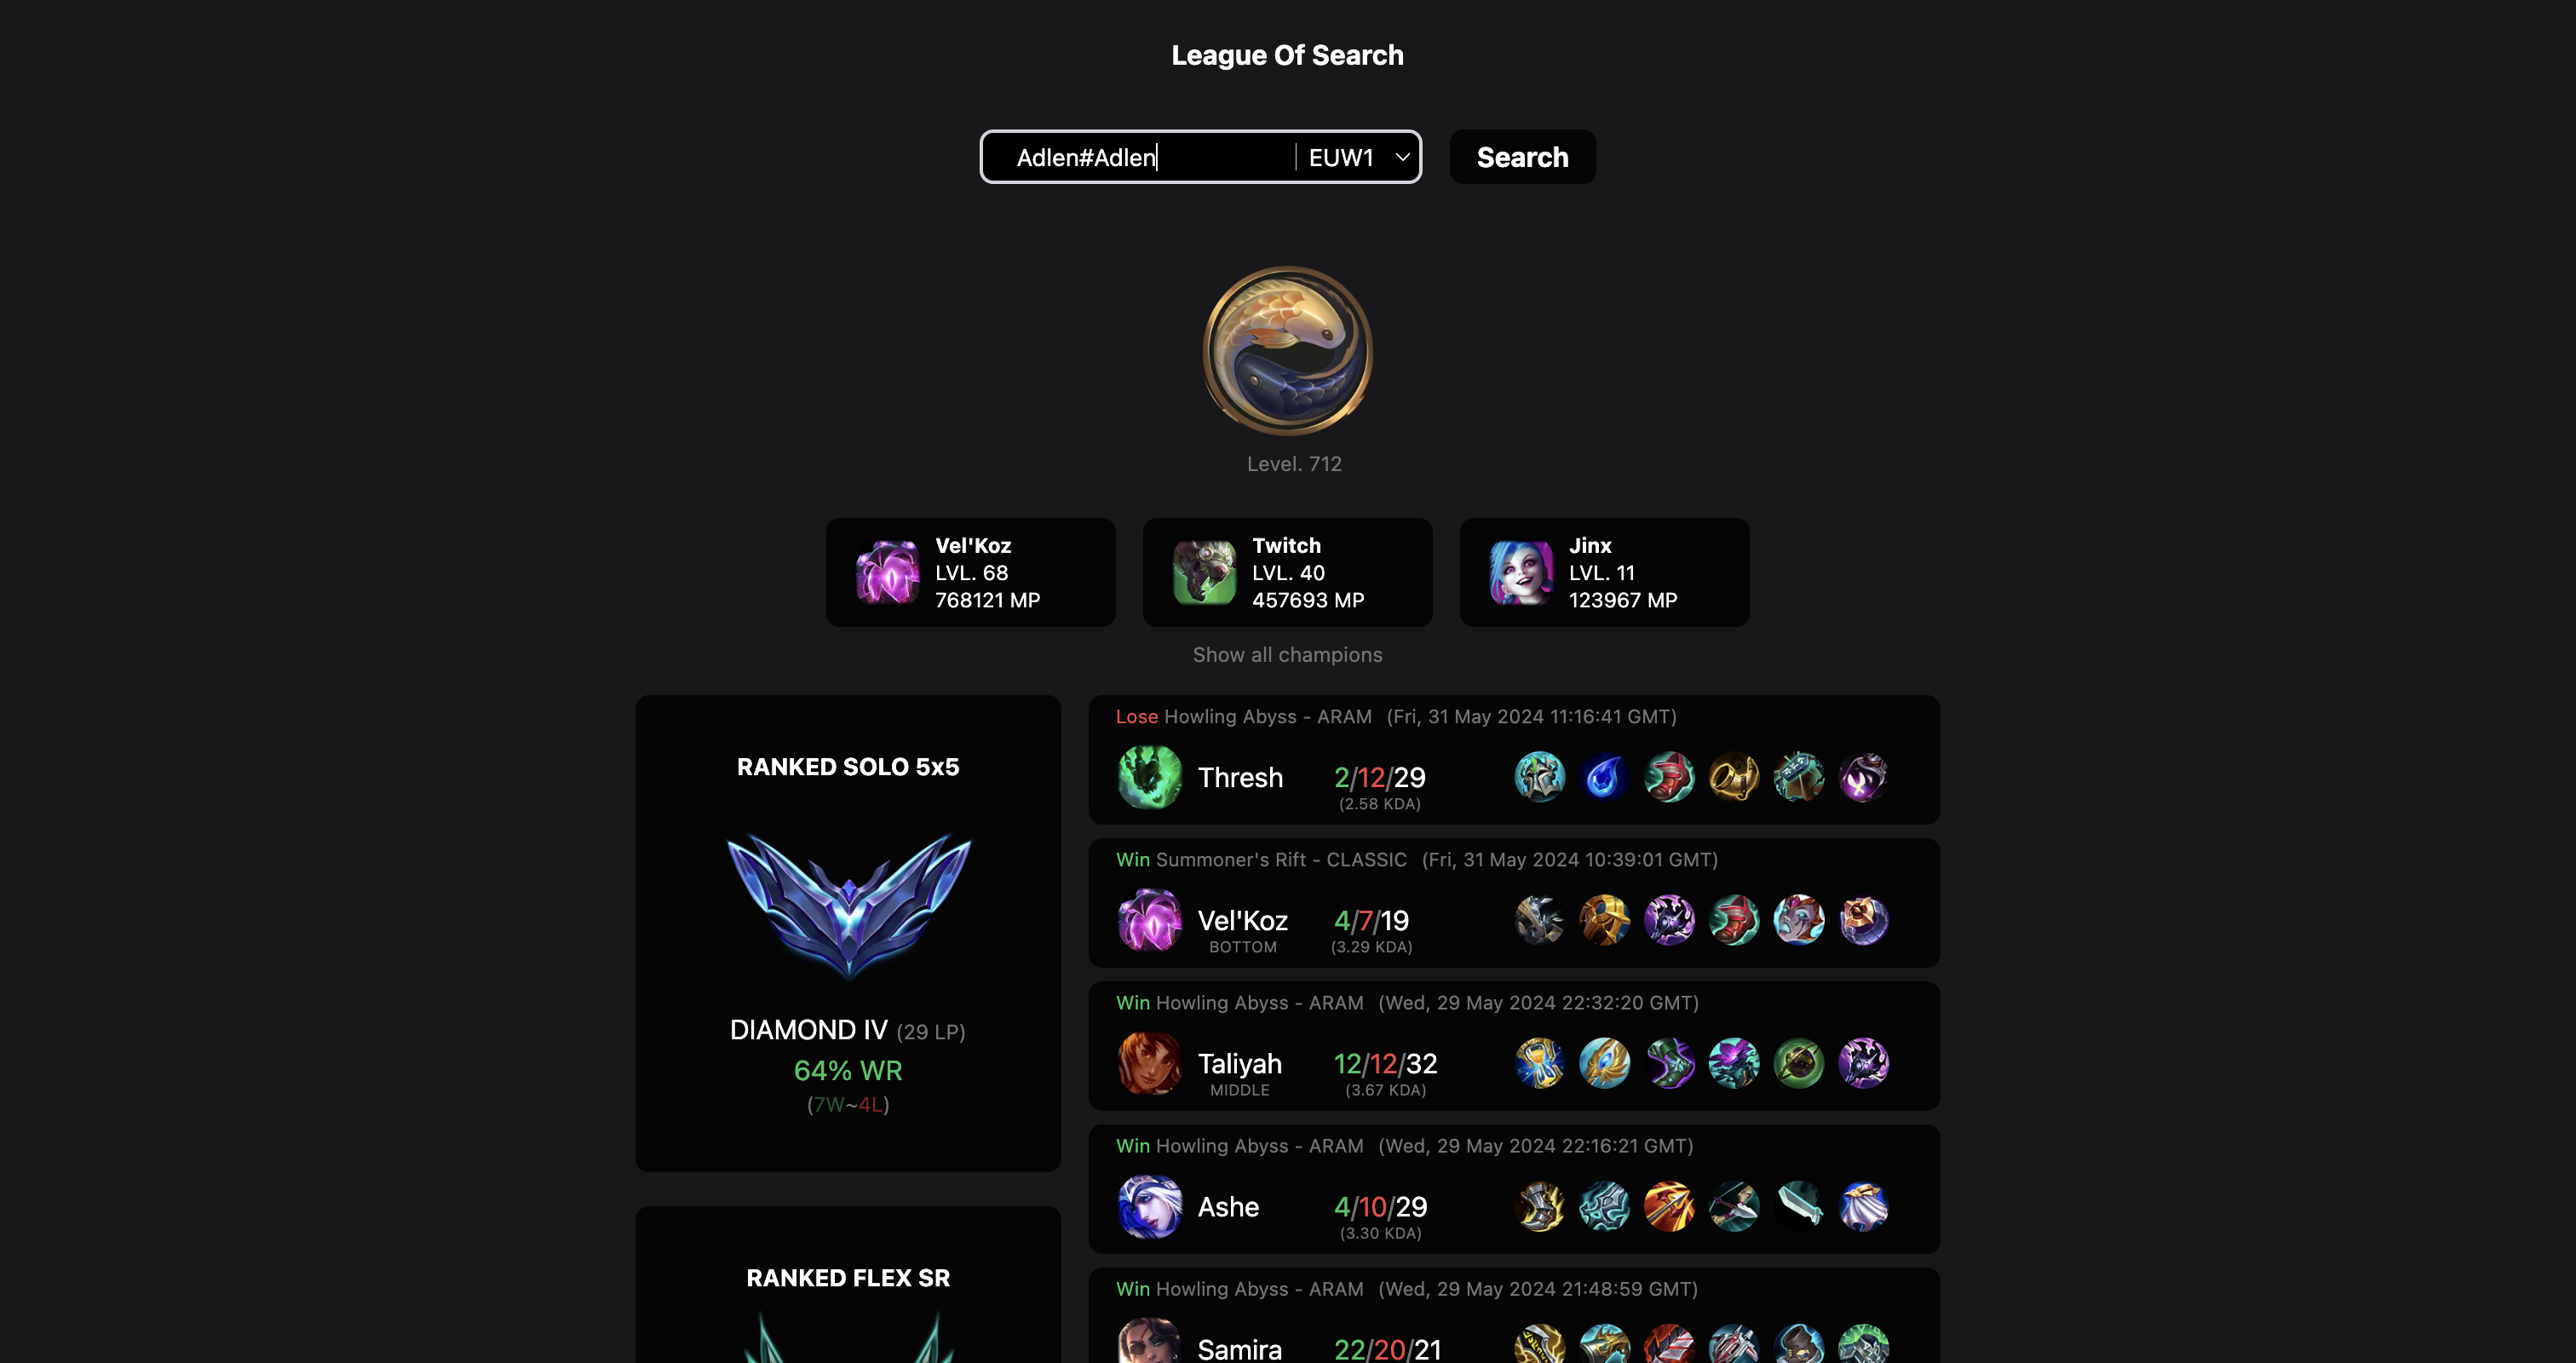 League Of Search
Adlen#Adlen EUW1 Search
Level. 712
Vel'Koz
LVL. 68
768121 MP
Twitch
LVL. 40
457693 MP
Jinx
LVL. 11
123967 MP
Show all champions
RANKED SOLO 5x5
DIAMOND IV (29 LP)
64% WR
(7W~4L)
RANKED FLEX SR
Lose Howling Abyss - ARAM (Fri, 31 May 2024 11:16:41 GMT)
Thresh 2/12/29
(2.58 KDA)
Win Summoner's Rift - CLASSIC (Fri, 31 May 2024 10:39:01 GMT)
Vel'Koz 4/7/19
BOTTOM (3.29 KDA)
Win Howling Abyss - ARAM (Wed, 29 May 2024 22:32:20 GMT)
Taliyah 12/12/32
MIDDLE (3.67 KDA)
Win Howling Abyss - ARAM (Wed, 29 May 2024 22:16:21 GMT)
Ashe 4/10/29
(3.30 KDA)
Win Howling Abyss - ARAM (Wed, 29 May 2024 21:48:59 GMT)
Samira 22/20/21